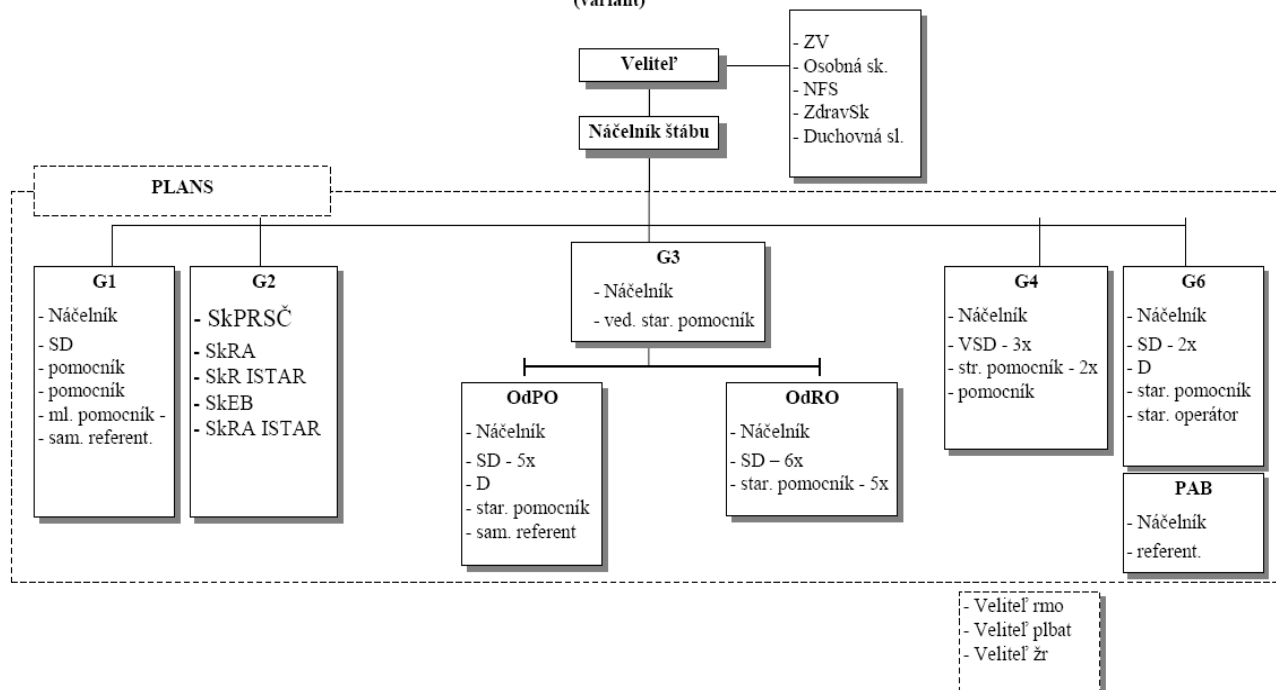 (variant)
Veliteľ
- ZV
- Osobná sk.
- NFS
- ZdravSk
- Duchovná sl.
Náčelník štábu
PLANS
G1
- Náčelník
- SD
- pomocník
- pomocník
- ml. pomocník -
- sam. referent.
G2
- SkPRSČ
- SkRA
- SkR ISTAR
- SkEB
- SkRA ISTAR
G3
- Náčelník
- ved. star. pomocník
OdPO
- Náčelník
- SD - 5x
- D
- star. pomocník
- sam. referent
OdRO
- Náčelník
- SD – 6x
- star. pomocník - 5x
G4
- Náčelník
- VSD - 3x
- str. pomocník - 2x
- pomocník
G6
- Náčelník
- SD - 2x
- D
- star. pomocník
- star. operátor
PAB
- Náčelník
- referent.
- Veliteľ rmo
- Veliteľ plbat
- Veliteľ žr